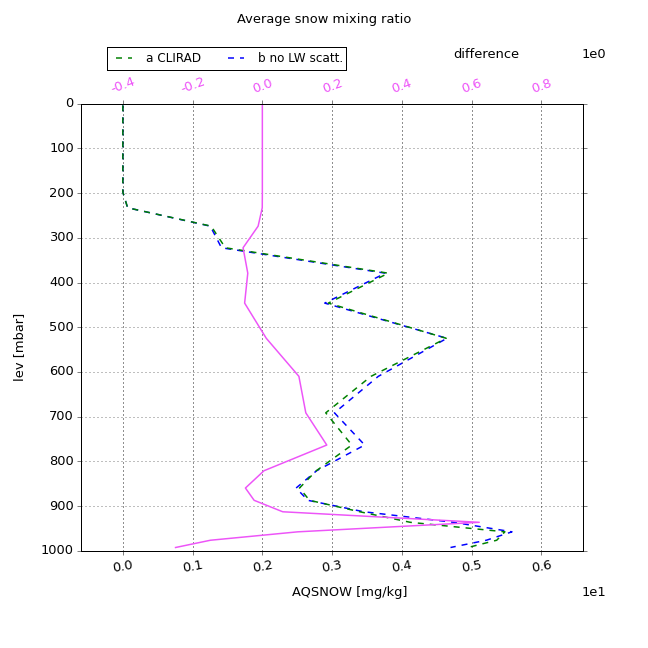 Average snow mixing ratio
a CLIRAD b no LW scatt. difference 1e0
-0.4 -0.2 0.0 0.2 0.4 0.6 0.8
0
100
200
300
400
500
600
700
800
900
1000
lev [mbar]
0.0 0.1 0.2 0.3 0.4 0.5 0.6
AQSNOW [mg/kg] 1e1